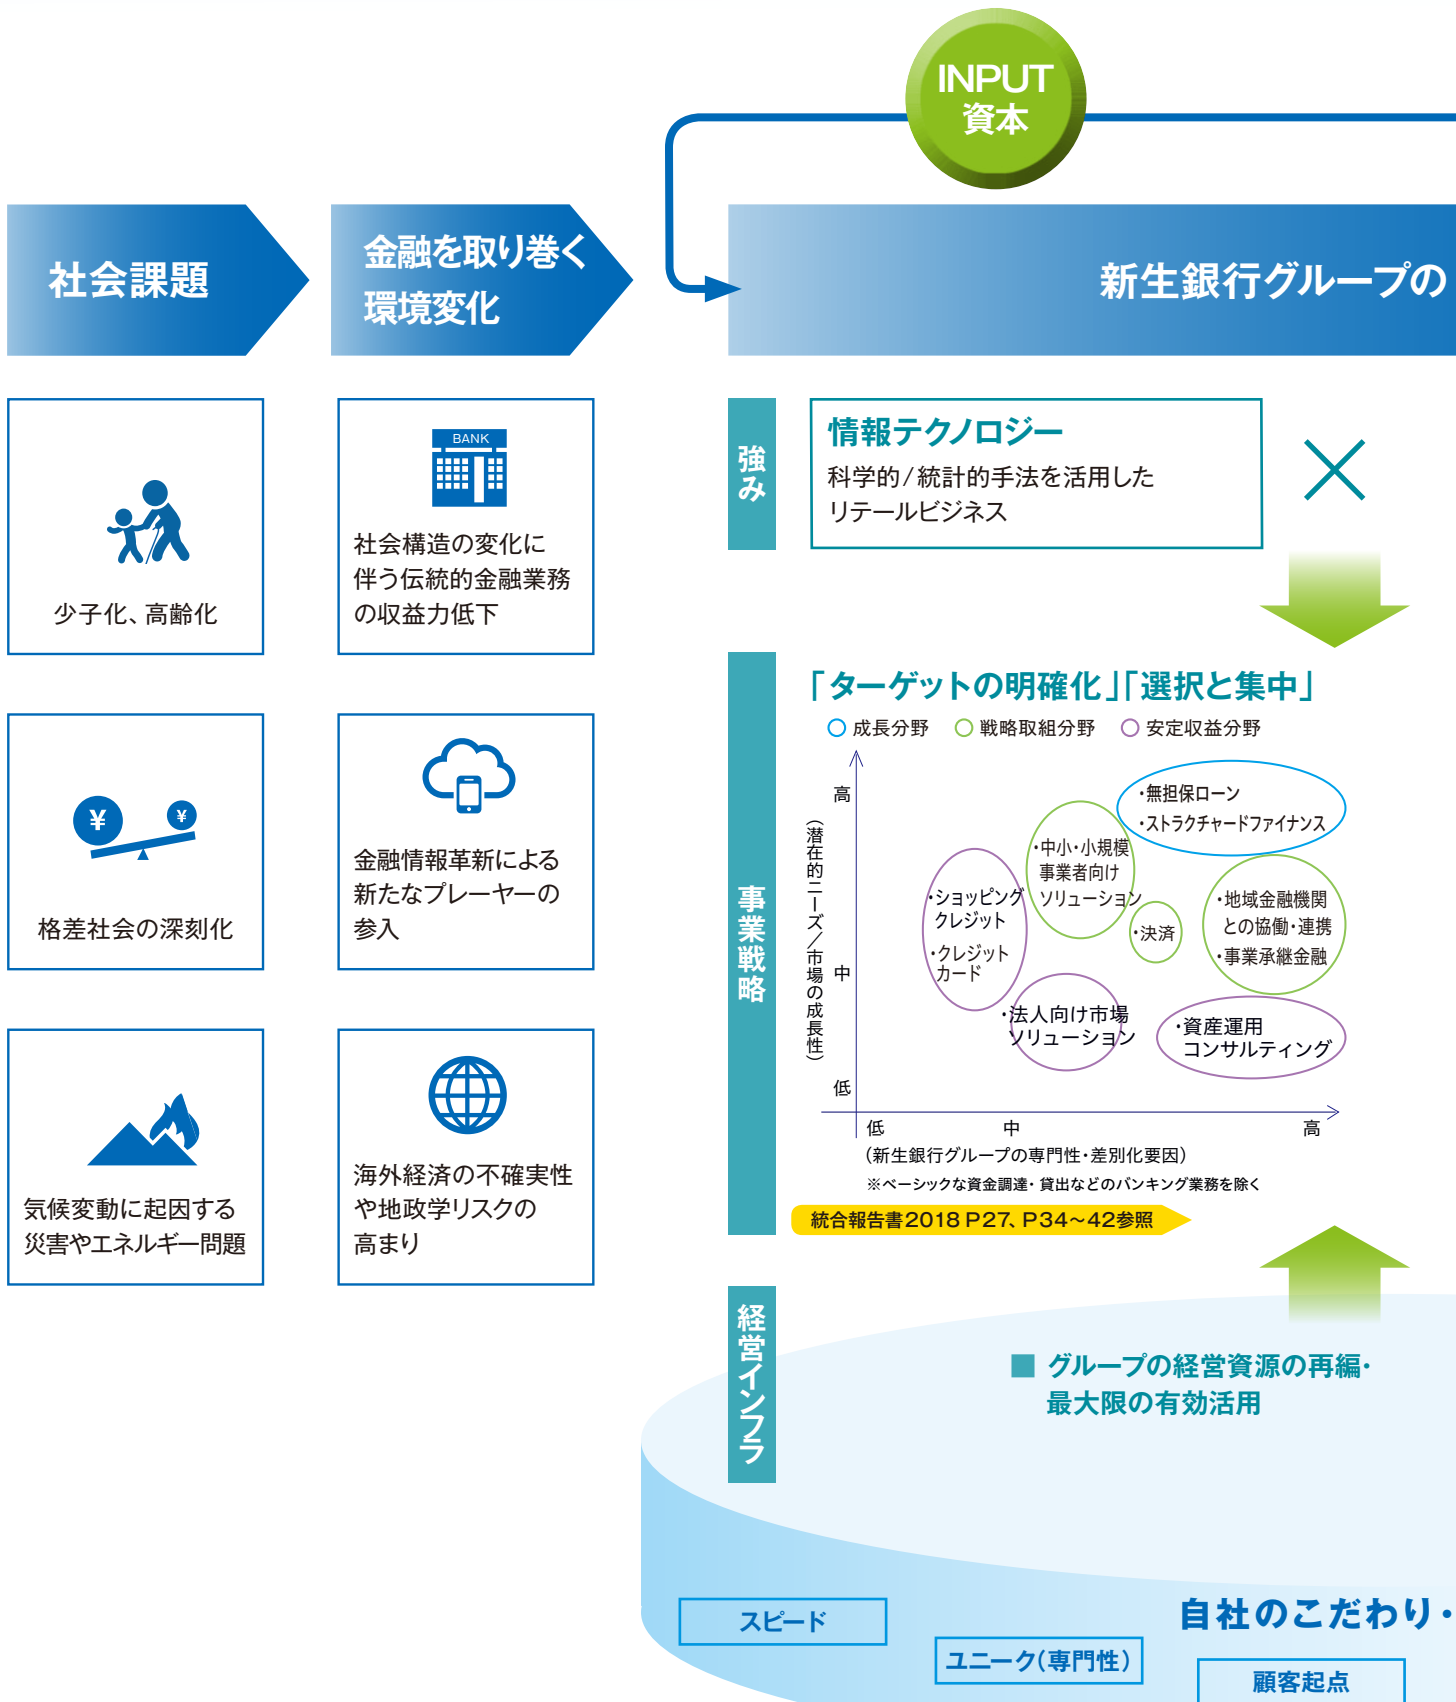 INPUT
資本
社会課題
金融を取り巻く
環境変化
新生銀行グループの
少子化、高齢化
格差社会の深刻化
気候変動に起因する
災害やエネルギー問題
BANK
社会構造の変化に
伴う伝統的金融業務
の収益力低下
金融情報革新による
新たなプレーヤーの
参入
海外経済の不確実性
や地政学リスクの
高まり
強み
情報テクノロジー
科学的/統計的手法を活用した
リテールビジネス
事業戦略
「ターゲットの明確化」「選択と集中」
成長分野 戦略取組分野 安定収益分野
(潜在的ニーズ/市場の成長性)
高
中
低
・無担保ローン
・ストラクチャードファイナンス
・中小・小規模
事業者向け
ソリューション
・ショッピング
クレジット
・クレジット
カード
・決済
・地域金融機関
との協働・連携
・事業承継金融
・法人向け市場
ソリューション
・資産運用
コンサルティング
低 中 高
(新生銀行グループの専門性・差別化要因)
※ベーシックな資金調達・貸出などのバンキング業務を除く
統合報告書2018 P27、P34～42参照
経営インフラ
■ グループの経営資源の再編・
最大限の有効活用
自社のこだわり・
スピード
ユニーク(専門性)
顧客起点